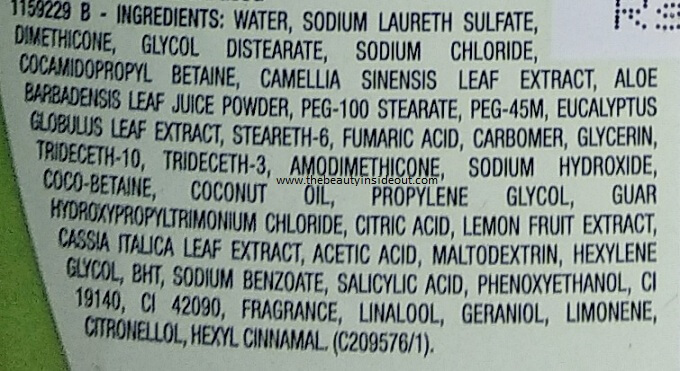 1159229 B - INGREDIENTS: WATER, SODIUM LAURETH SULFATE,
DIMETHICONE, GLYCOL DISTEARATE, SODIUM CHLORIDE,
COCAMIDOPROPYL BETAINE, CAMELLIA SINENSIS LEAF EXTRACT, ALOE
BARBADENSIS LEAF JUICE POWDER, PEG-100 STEARATE, PEG-45M, EUCALYPTUS
GLOBULUS LEAF EXTRACT, STEARETH-6, FUMARIC ACID, CARBOMER, GLYCERIN,
TRIDECETH-10, TRIDECETH-3, AMODIMETHICONE, SODIUM HYDROXIDE,
www.thebeautyinsideout.com
COCO-BETAINE, COCONUT OIL, PROPYLENE GLYCOL, GUAR
HYDROXYPROPYLTRIMONIUM CHLORIDE, CITRIC ACID, LEMON FRUIT EXTRACT,
CASSIA ITALICA LEAF EXTRACT, ACETIC ACID, MALTODEXTRIN, HEXYLENE
GLYCOL, BHT, SODIUM BENZOATE, SALICYLIC ACID, PHENOXYETHANOL, CI
19140, CI 42090, FRAGRANCE, LINALOOL, GERANIOL, LIMONENE,
CITRONELLOL, HEXYL CINNAMAL. (C209576/1).